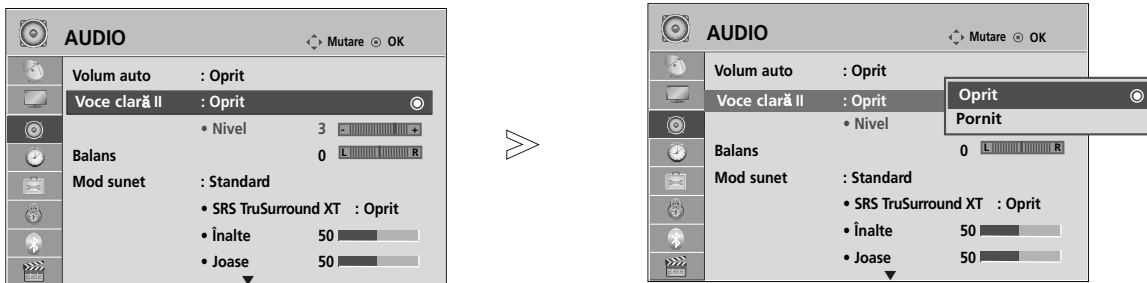 AUDIO
Mutare OK
Volum auto : Oprit
Voce clară II : Oprit
• Nivel 3 - +
Balans 0 L R
Mod sunet : Standard
• SRS TruSurround XT : Oprit
• Înalte 50
• Joase 50
AUDIO
Mutare OK
Volum auto : Oprit
Voce clară II : Oprit
Oprit
Pornit
• Nivel
Balans 0 L R
Mod sunet : Standard
• SRS TruSurround XT : Oprit
• Înalte 50
• Joase 50